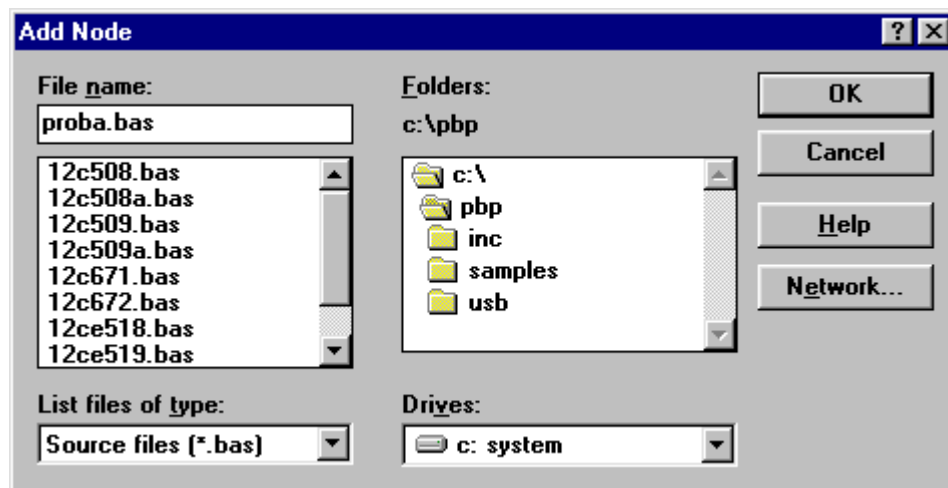 Add Node
File name:
proba.bas
12c508.bas
12c508a.bas
12c509.bas
12c509a.bas
12c671.bas
12c672.bas
12ce518.bas
12ce519.bas
List files of type:
Source files (*.bas)
Folders:
c:\pbp
c:\
pbp
inc
samples
usb
Drives:
c: system
OK
Cancel
Help
Network...